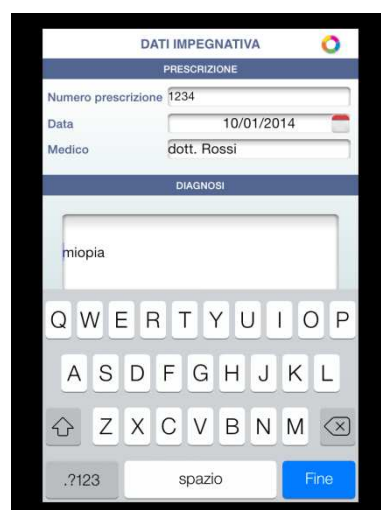 DATI IMPEGNATIVA
PRESCRIZIONE
Numero prescrizione 1234
Data 10/01/2014
Medico dott. Rossi
DIAGNOSI
miopia
Q W E R T Y U I O P
A S D F G H J K L
Z X C V B N M
.?123 spazio Fine